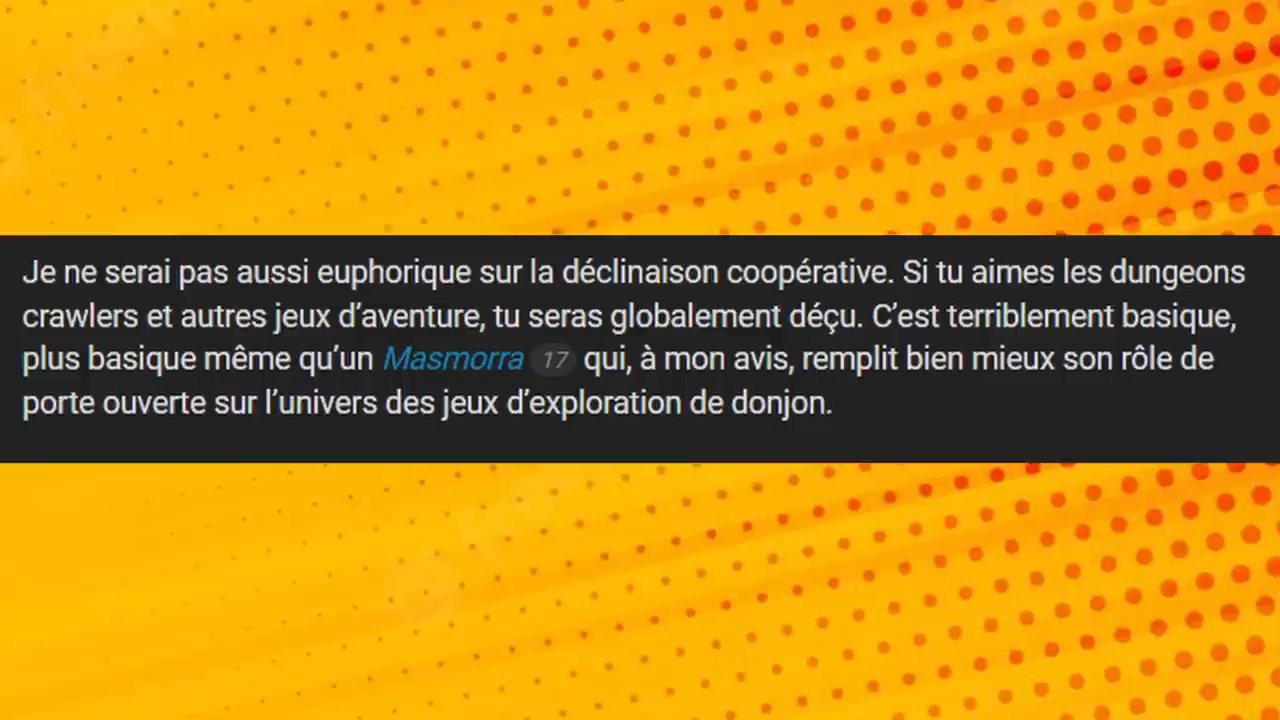 Je ne serai pas aussi euphorique sur la déclinaison coopérative. Si tu aimes les dungeons
crawlers et autres jeux d’aventure, tu seras globalement déçu. C’est terriblement basique,
plus basique même qu’un Masmorra 17 qui, à mon avis, remplit bien mieux son rôle de
porte ouverte sur l’univers des jeux d’exploration de donjon.